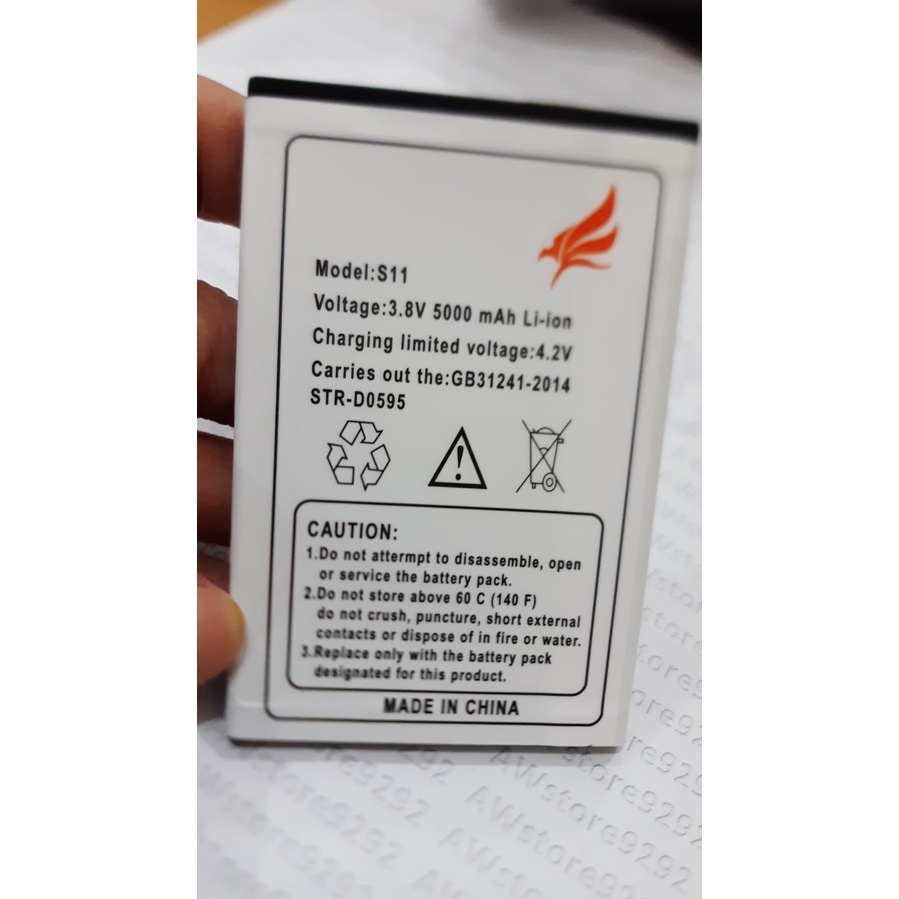 Model:S11
Voltage:3.8V 5000 mAh Li-ion
Charging limited voltage:4.2V
Carries out the:GB31241-2014
STR-D0595
CAUTION:
1.Do not attermpt to disassemble, open
or service the battery pack.
2.Do not store above 60 C (140 F)
do not crush, puncture, short external
contacts or dispose of in fire or water.
3.Replace only with the battery pack
designated for this product.
MADE IN CHINA
tore9292 AWstore9292
AWstore9292